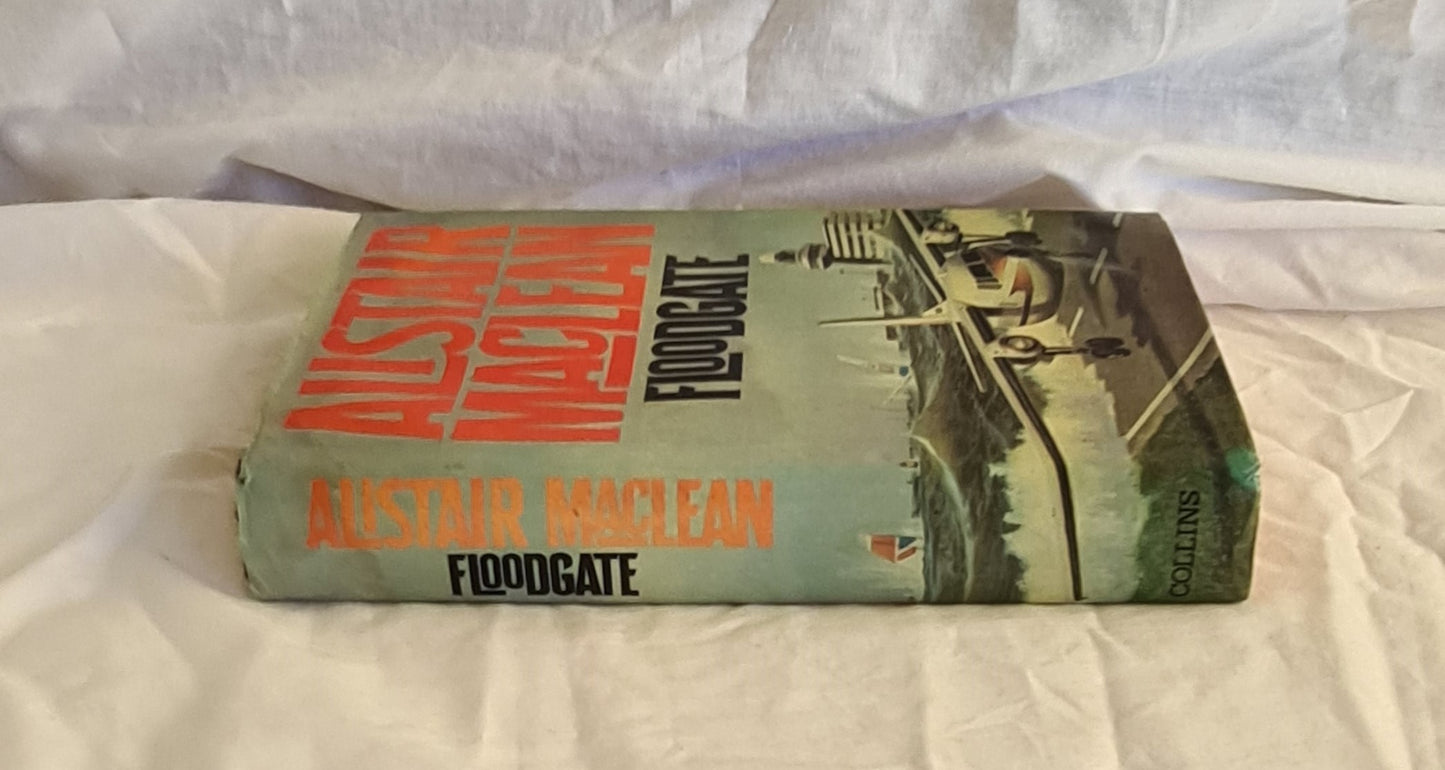 ALISTAIR
MACLEAN
FLOODGATE
ALISTAIR MACLEAN
FLOODGATE
COLLINS